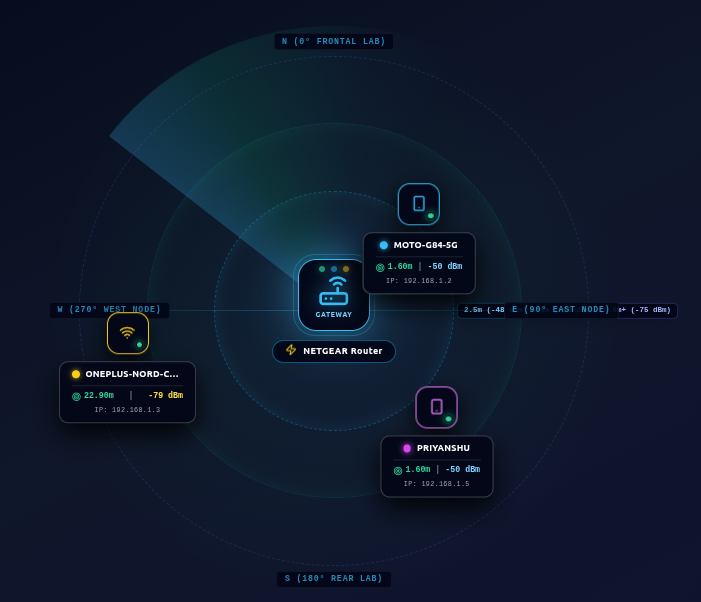 N (0° FRONTAL LAB)
MOTO-G84-5G
1.60m | -50 dBm
IP: 192.168.1.2
W (270° WEST NODE)
GATEWAY
2.5m (-48
E (90° EAST NODE)
(-75 dBm)
NETGEAR Router
ONEPLUS-NORD-C...
22.90m | -79 dBm
IP: 192.168.1.3
PRIYANSHU
1.60m | -50 dBm
IP: 192.168.1.5
S (180° REAR LAB)